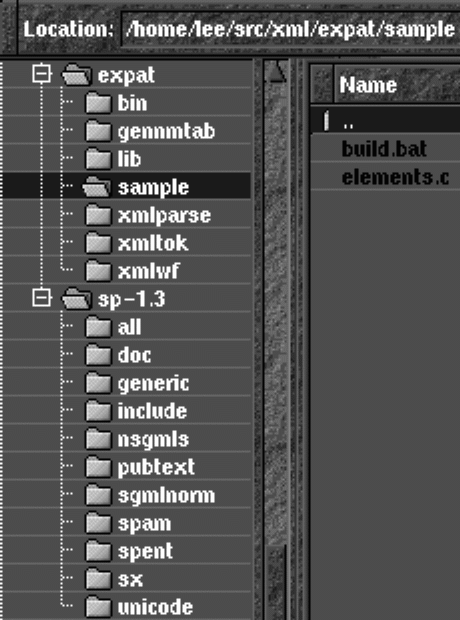 Location: /home/lee/src/xml/expat/sample
expat
bin
gennmtab
lib
sample
xmlparse
xmltok
xmlwf
sp-1.3
all
doc
generic
include
nsgmls
pubtext
sgmlnorm
spam
spent
sx
unicode
Name
..
build.bat
elements.c